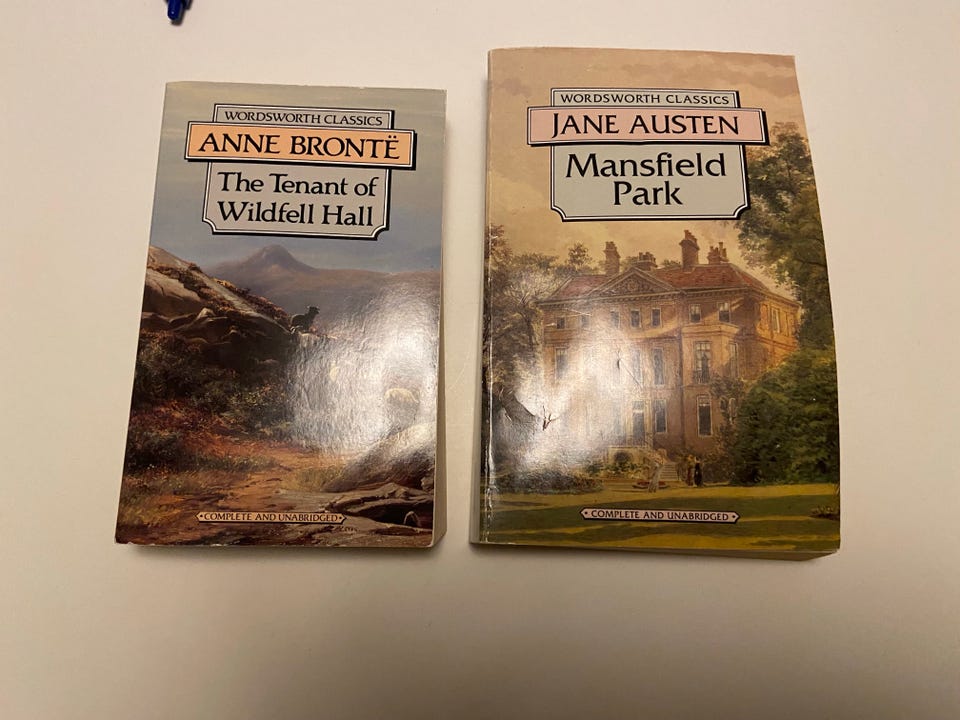 WORDSWORTH CLASSICS
ANNE BRONTË
The Tenant of
Wildfell Hall
COMPLETE AND UNABRIDGED
WORDSWORTH CLASSICS
JANE AUSTEN
Mansfield
Park
COMPLETE AND UNABRIDGED